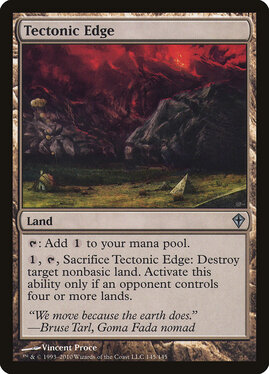 Tectonic Edge
Land
: Add 1 to your mana pool.
1, , Sacrifice Tectonic Edge: Destroy
target nonbasic land. Activate this
ability only if an opponent controls
four or more lands.
"We move because the earth does."
—Bruse Tarl, Goma Fada nomad
Vincent Proce
™ & © 1993–2010 Wizards of the Coast LLC 145/145